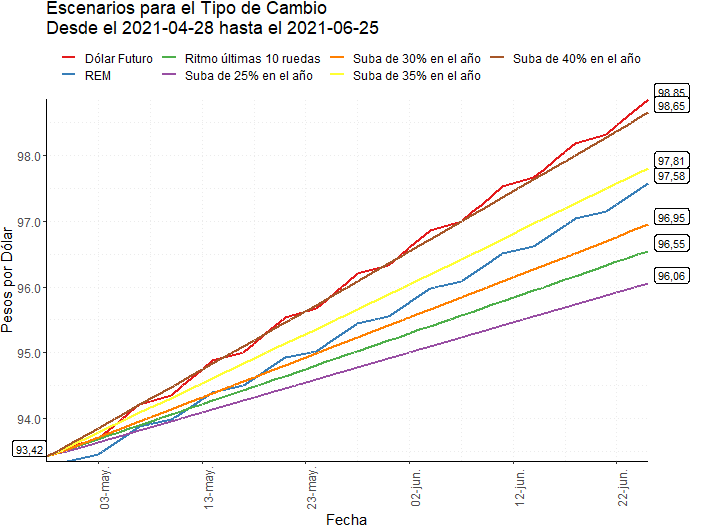 Escenarios para el Tipo de Cambio
Desde el 2021-04-28 hasta el 2021-06-25
Dólar Futuro Ritmo últimas 10 ruedas Suba de 30% en el año Suba de 40% en el año
REM Suba de 25% en el año Suba de 35% en el año
98,85
98,65
98.0
97,81
97,58
97.0
96,95
96,55
96.0
96,06
95.0
94.0
93,42
Pesos por Dólar
03-may.
13-may.
23-may.
02-jun.
12-jun.
22-jun.
Fecha